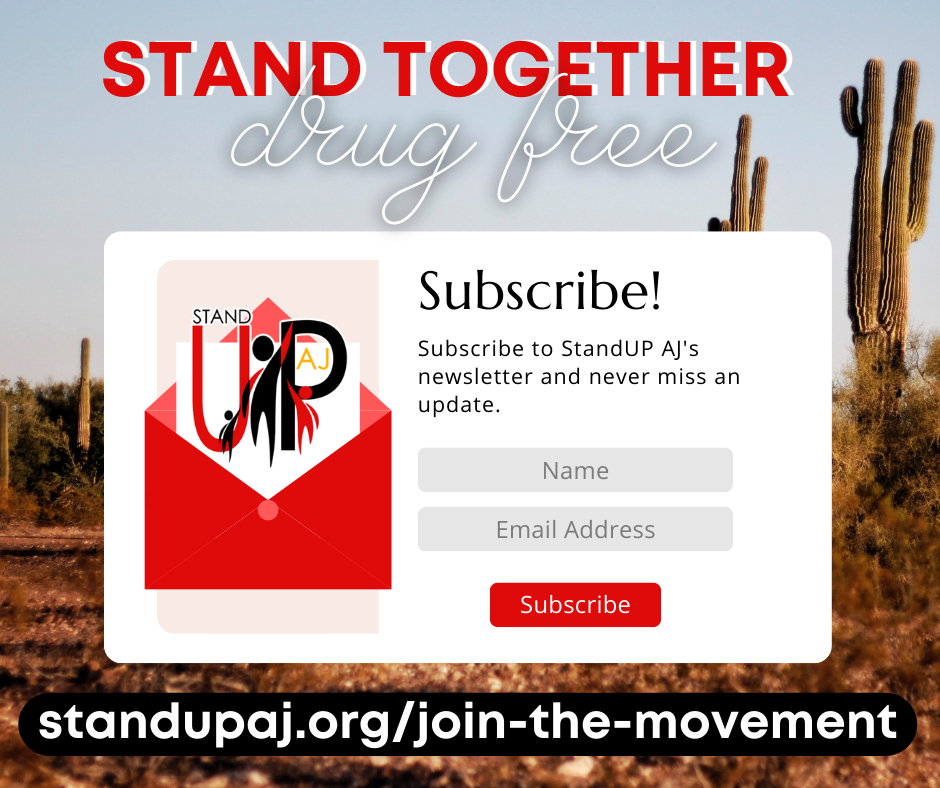 STAND TOGETHER
drug free
STAND
UP
AJ
Subscribe!
Subscribe to StandUP AJ's
newsletter and never miss an
update.
Name
Email Address
Subscribe
standupaj.org/join-the-movement